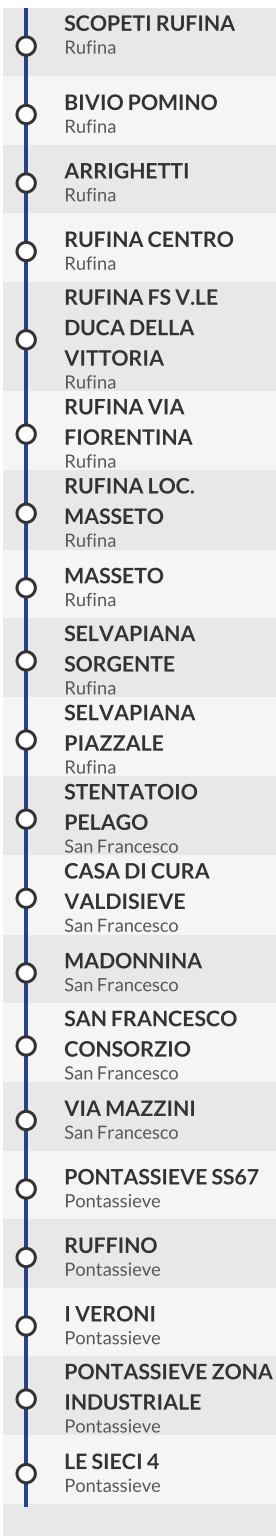 SCOPETI RUFINA
Rufina
BIVIO POMINO
Rufina
ARRIGHETTI
Rufina
RUFINA CENTRO
Rufina
RUFINA FS V.LE
DUCA DELLA
VITTORIA
Rufina
RUFINA VIA
FIORENTINA
Rufina
RUFINA LOC.
MASSETO
Rufina
MASSETO
Rufina
SELVAPIANA
SORGENTE
Rufina
SELVAPIANA
PIAZZALE
Rufina
STENTATOIO
PELAGO
San Francesco
CASA DI CURA
VALDISIEVE
San Francesco
MADONNINA
San Francesco
SAN FRANCESCO
CONSORZIO
San Francesco
VIA MAZZINI
San Francesco
PONTASSIEVE SS67
Pontassieve
RUFFINO
Pontassieve
I VERONI
Pontassieve
PONTASSIEVE ZONA
INDUSTRIALE
Pontassieve
LE SIECI 4
Pontassieve